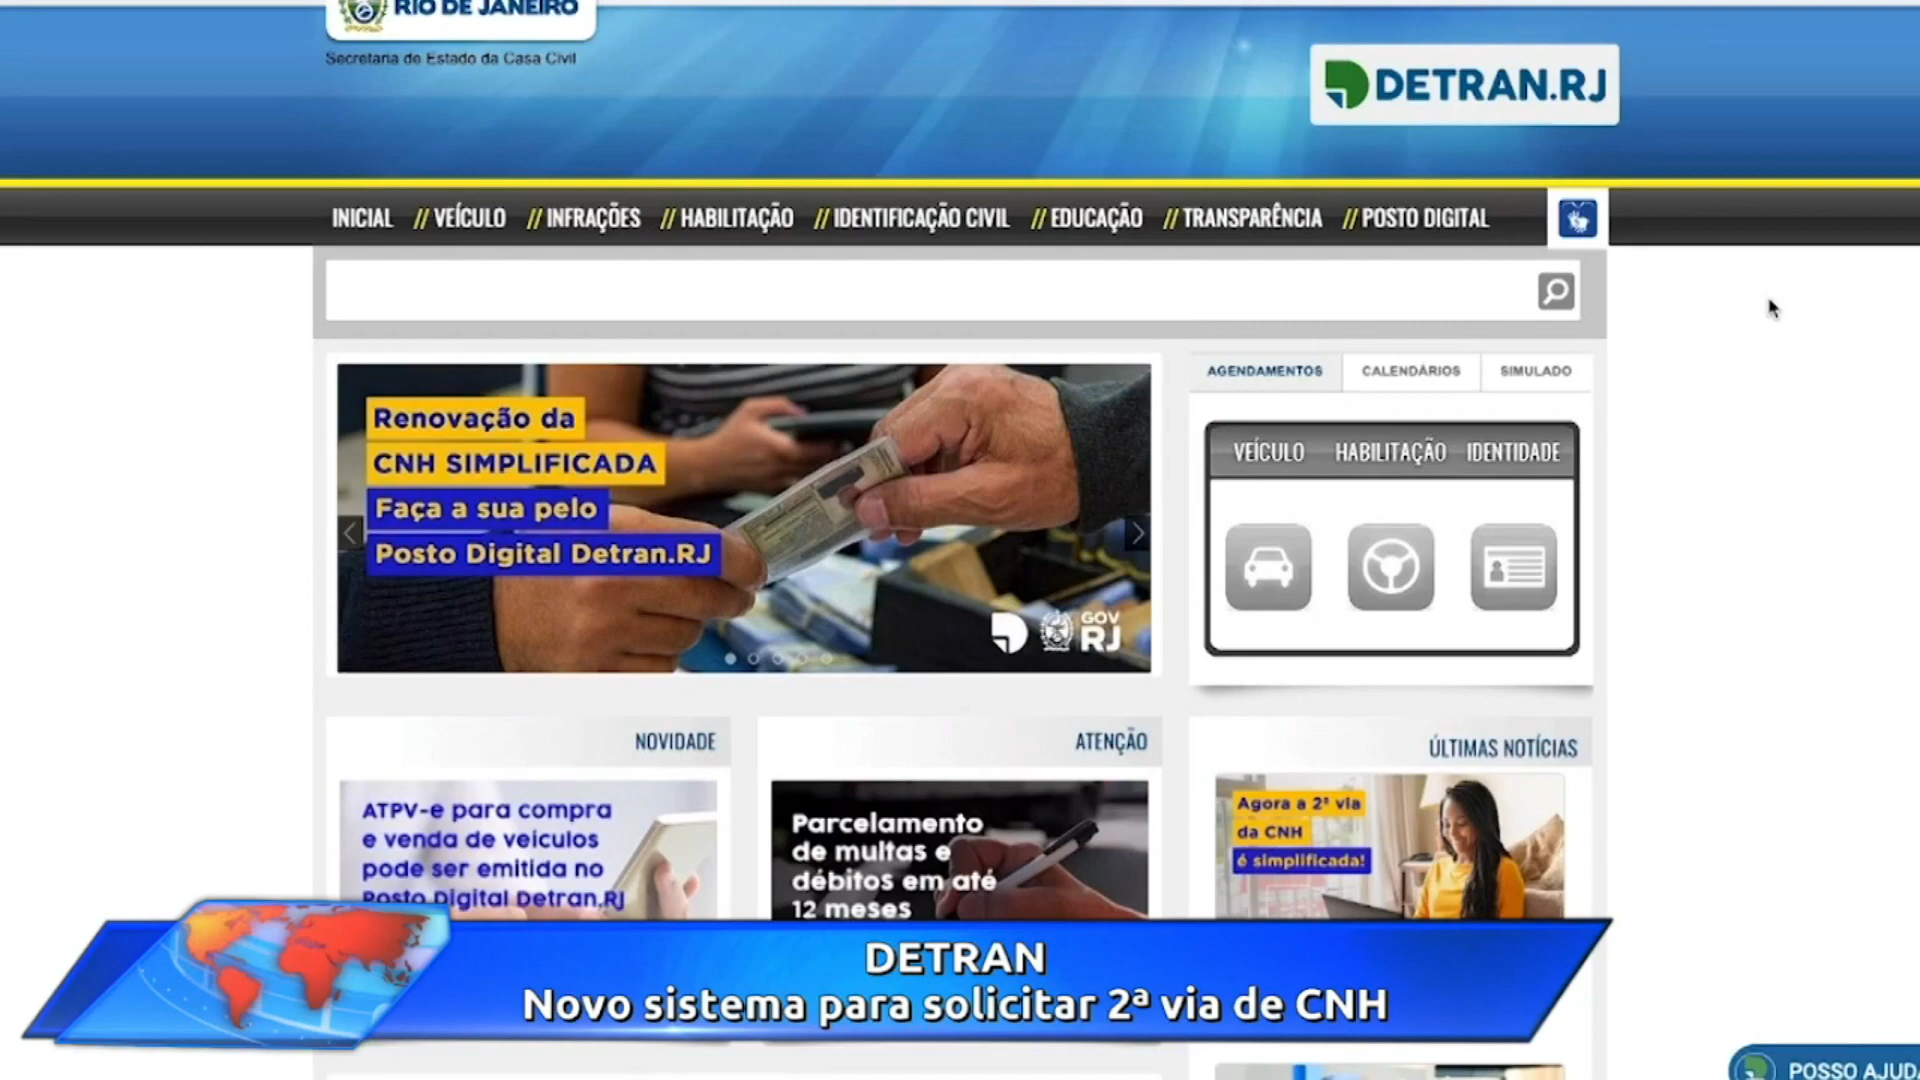 RIO DE JANEIRO
Secretaria de Estado da Casa Civil
DETRAN.RJ
INICIAL // VEÍCULO // INFRAÇÕES // HABILITAÇÃO // IDENTIFICAÇÃO CIVIL // EDUCAÇÃO // TRANSPARÊNCIA // POSTO DIGITAL
Renovação da
CNH SIMPLIFICADA
Faça a sua pelo
Posto Digital Detran.RJ
GOV
RJ
AGENDAMENTOS CALENDÁRIOS SIMULADO
VEÍCULO HABILITAÇÃO IDENTIDADE
NOVIDADE
ATPV-e para compra
e venda de veículos
pode ser emitida no
Posto Digital Detran.RJ
ATENÇÃO
Parcelamento
de multas e
débitos em até
12 meses
ÚLTIMAS NOTÍCIAS
Agora a 2ª via
da CNH
é simplificada!
DETRAN
Novo sistema para solicitar 2ª via de CNH
POSSO AJUDA